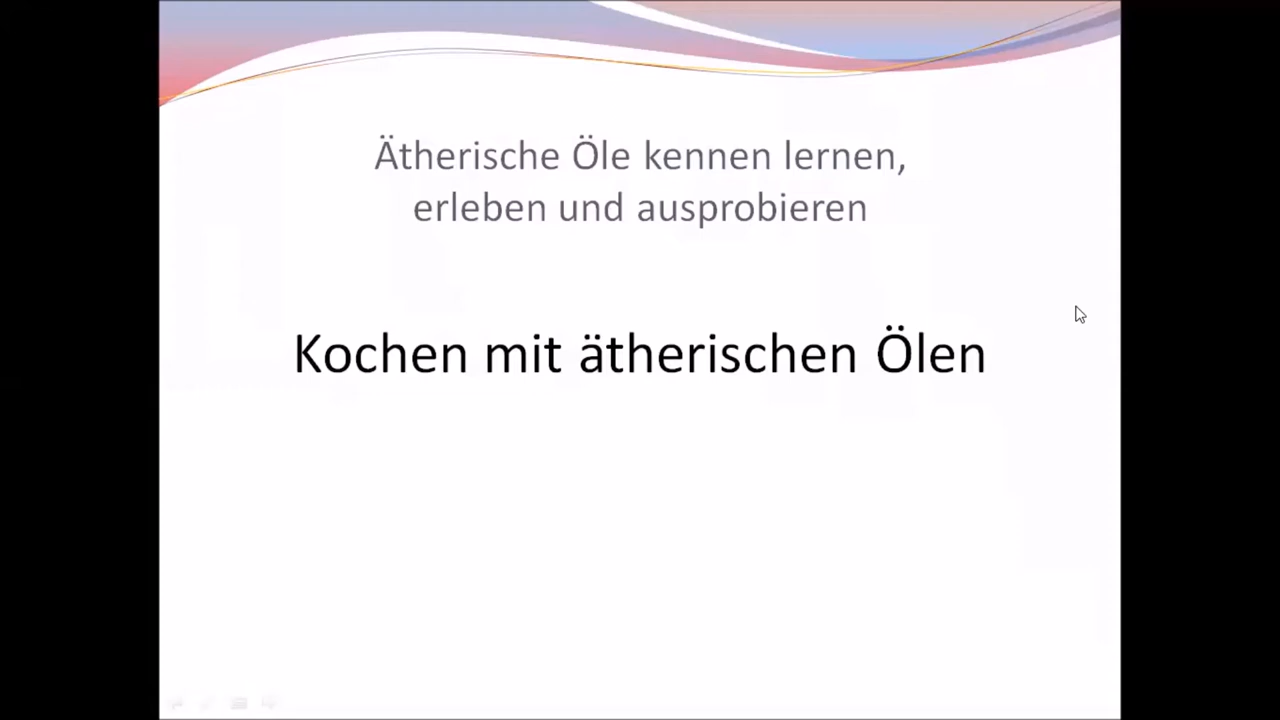 Ätherische Öle kennen lernen,
erleben und ausprobieren
Kochen mit ätherischen Ölen